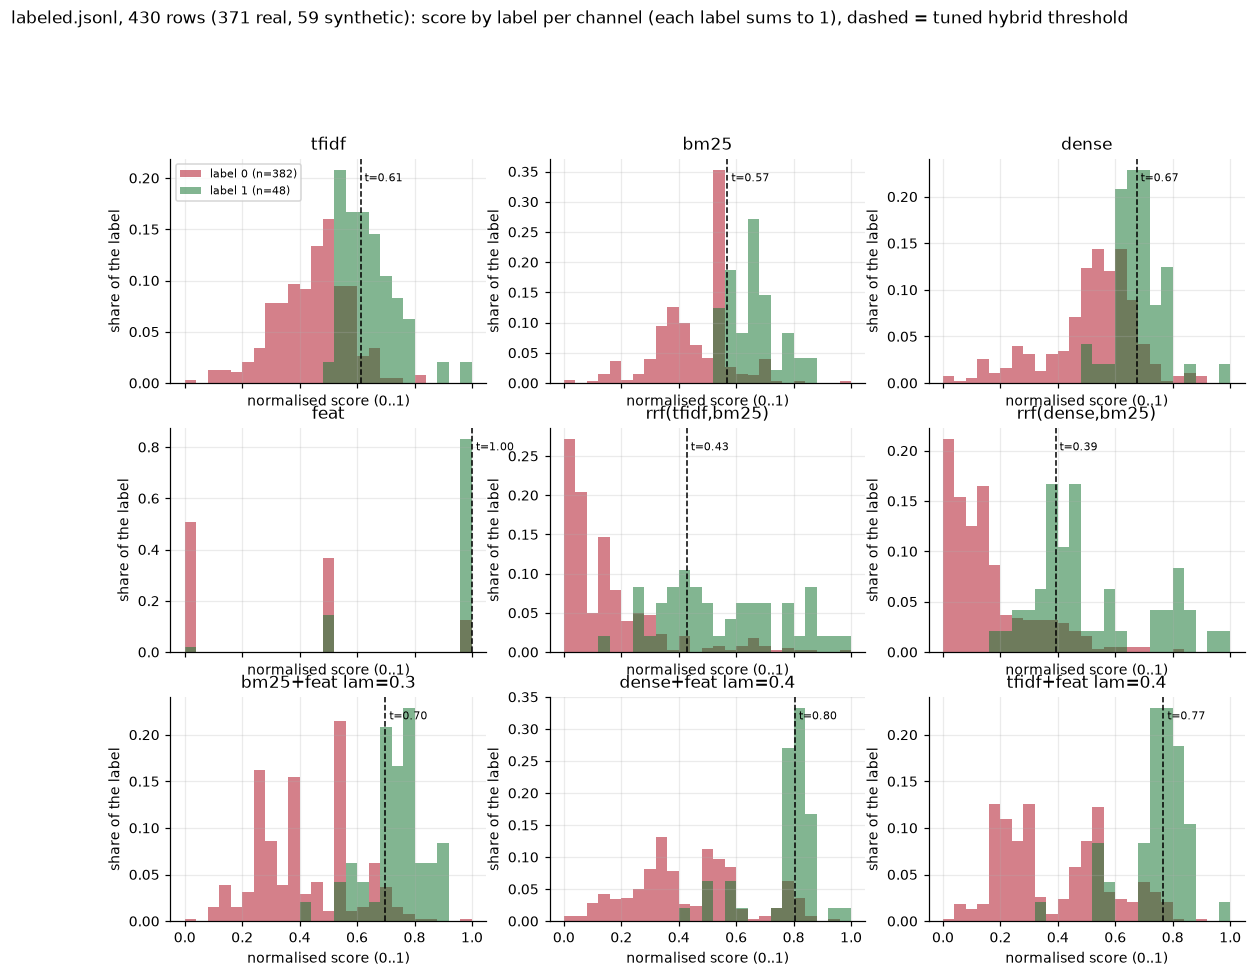 labeled.jsonl, 430 rows (371 real, 59 synthetic): score by label per channel (each label sums to 1), dashed = tuned hybrid threshold
tfidf
bm25
dense
label 0 (n=382)
label 1 (n=48)
t=0.61
t=0.57
t=0.67
share of the label
0.20
0.15
0.10
0.05
0.00
share of the label
0.35
0.30
0.25
0.20
0.15
0.10
0.05
0.00
share of the label
0.20
0.15
0.10
0.05
0.00
normalised score (0..1)
normalised score (0..1)
normalised score (0..1)
feat
rrf(tfidf,bm25)
rrf(dense,bm25)
t=1.00
t=0.43
t=0.39
share of the label
0.8
0.6
0.4
0.2
0.0
share of the label
0.25
0.20
0.15
0.10
0.05
0.00
share of the label
0.20
0.15
0.10
0.05
0.00
normalised score (0..1)
normalised score (0..1)
normalised score (0..1)
bm25+feat lam=0.3
dense+feat lam=0.4
tfidf+feat lam=0.4
t=0.70
t=0.80
t=0.77
share of the label
0.20
0.15
0.10
0.05
0.00
share of the label
0.35
0.30
0.25
0.20
0.15
0.10
0.05
0.00
share of the label
0.20
0.15
0.10
0.05
0.00
0.0 0.2 0.4 0.6 0.8 1.0
0.0 0.2 0.4 0.6 0.8 1.0
0.0 0.2 0.4 0.6 0.8 1.0
normalised score (0..1)
normalised score (0..1)
normalised score (0..1)